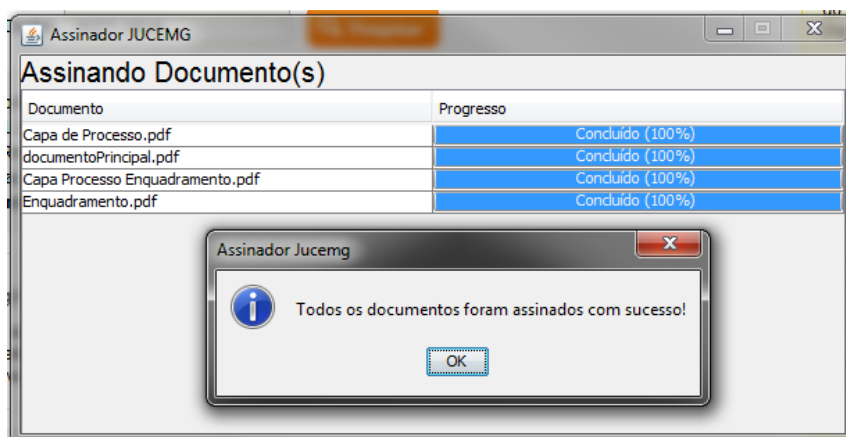 Assinador JUCEMG
Assinando Documento(s)
Documento Progresso
Capa de Processo.pdf Concluído (100%)
documentoPrincipal.pdf Concluído (100%)
Capa Processo Enquadramento.pdf Concluído (100%)
Enquadramento.pdf Concluído (100%)
Assinador Jucemg
Todos os documentos foram assinados com sucesso!
OK